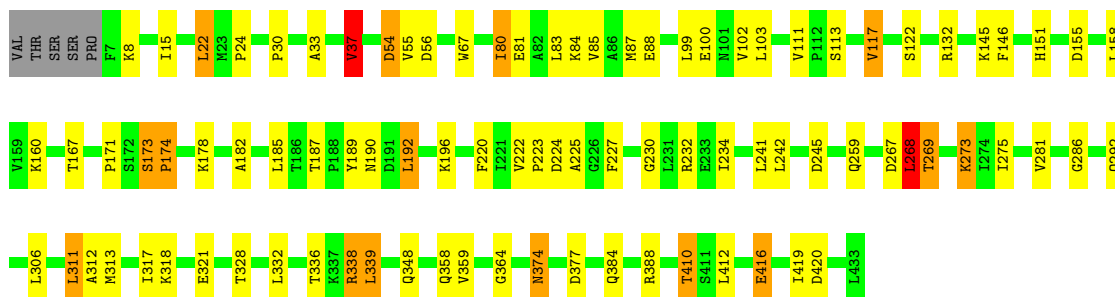 VAL THR SER SER PRO F7 K8 I15 L22 M23 P24 P30 A33 V37 D54 V55 D56 W67 I80 E81 A82 L83 K84 V85 A86 M87 E88 L99 E100 N101 V102 L103 V111 P112 S113 V117 S122 R132 K145 F146 H151 D155 L158
V159 K160 T167 P171 S172 S173 P174 K178 A182 L185 T186 T187 P188 Y189 N190 D191 L192 K196 F220 I221 V222 P223 D224 A225 G226 F227 G230 L231 R232 E233 I234 L241 L242 D245 Q259 D267 L268 T269 K273 I274 I275 V281 G286
L306 L311 A312 M313 I317 K318 E321 T328 L332 T336 K337 R338 L339 Q348 Q358 V359 G364 N374 D377 Q384 R388 T410 S411 L412 E416 I419 D420 L433